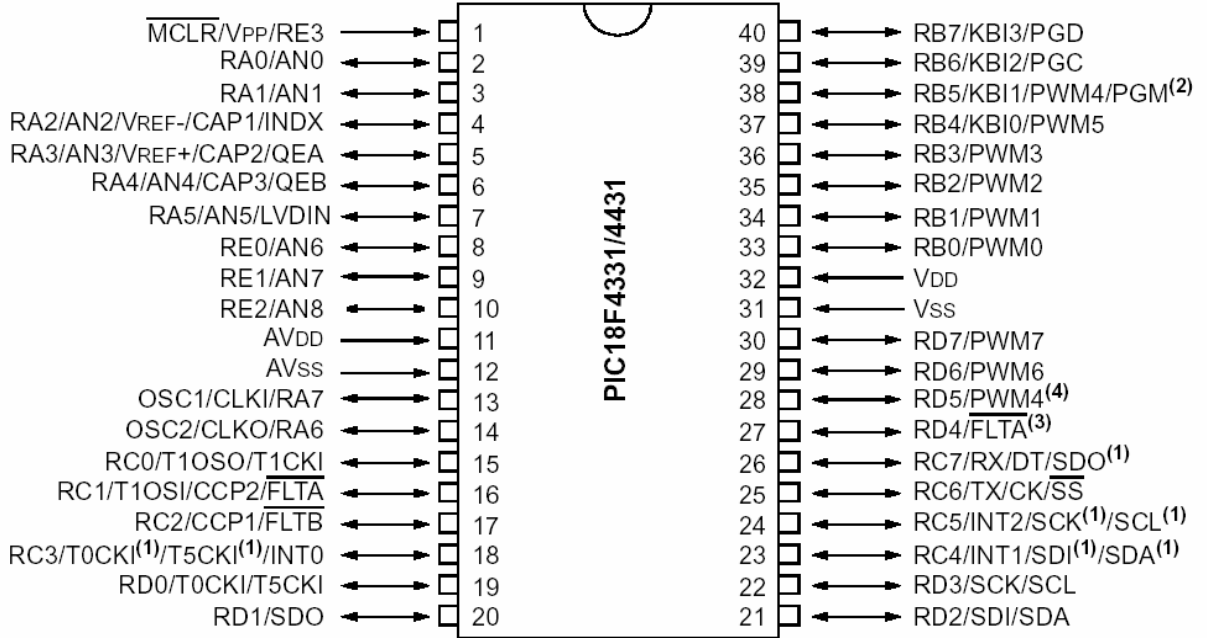 MCLR/VPP/RE3 1 40 RB7/KBI3/PGD
RA0/AN0 2 39 RB6/KBI2/PGC
RA1/AN1 3 38 RB5/KBI1/PWM4/PGM(2)
RA2/AN2/VREF-/CAP1/INDX 4 37 RB4/KBI0/PWM5
RA3/AN3/VREF+/CAP2/QEA 5 36 RB3/PWM3
RA4/AN4/CAP3/QEB 6 35 RB2/PWM2
RA5/AN5/LVDIN 7 34 RB1/PWM1
RE0/AN6 8 33 RB0/PWM0
RE1/AN7 9 32 VDD
RE2/AN8 10 31 VSS
AVDD 11 30 RD7/PWM7
AVSS 12 29 RD6/PWM6
OSC1/CLKI/RA7 13 28 RD5/PWM4(4)
OSC2/CLKO/RA6 14 27 RD4/FLTA(3)
RC0/T1OSO/T1CKI 15 26 RC7/RX/DT/SDO(1)
RC1/T1OSI/CCP2/FLTA 16 25 RC6/TX/CK/SS
RC2/CCP1/FLTB 17 24 RC5/INT2/SCK(1)/SCL(1)
RC3/T0CKI(1)/T5CKI(1)/INT0 18 23 RC4/INT1/SDI(1)/SDA(1)
RD0/T0CKI/T5CKI 19 22 RD3/SCK/SCL
RD1/SDO 20 21 RD2/SDI/SDA
PIC18F4331/4431